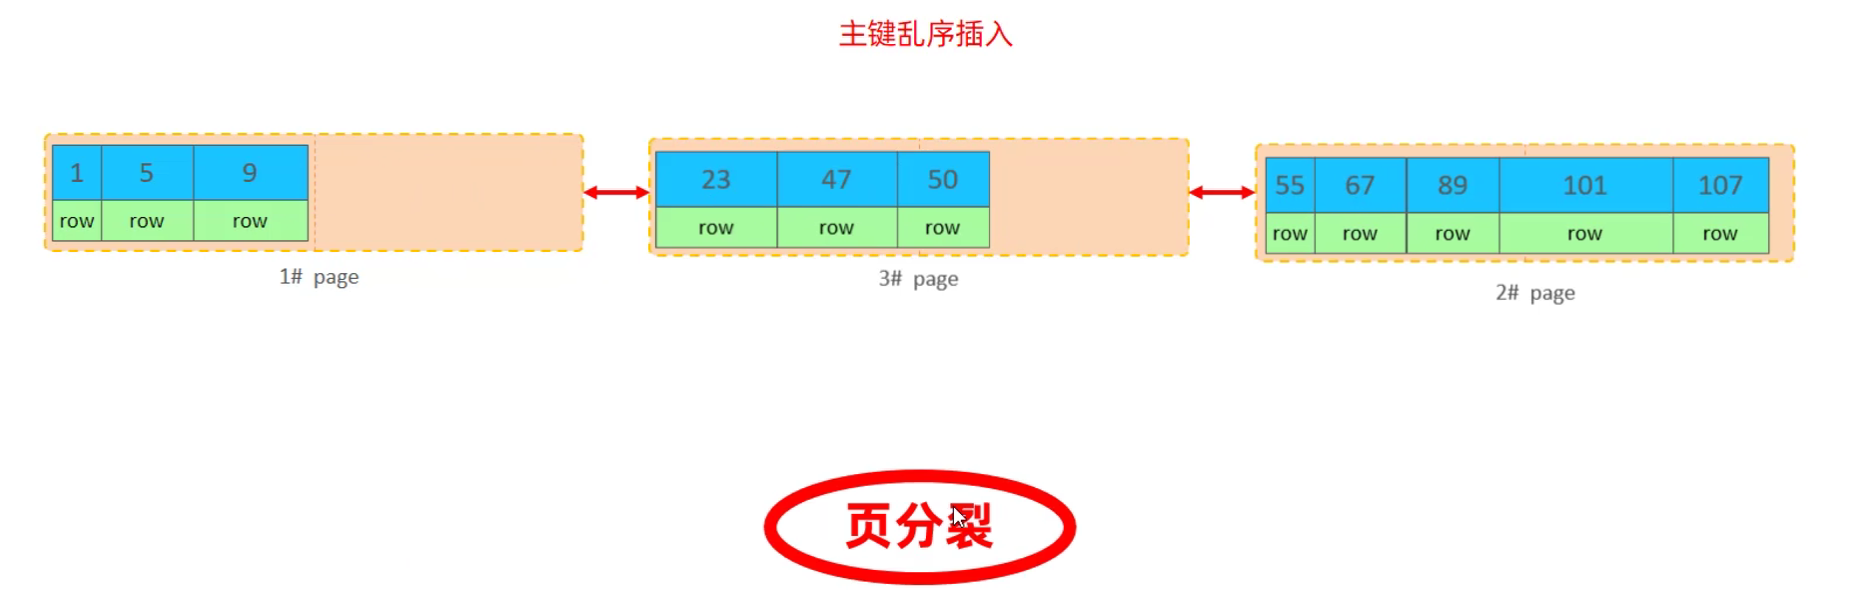 主键乱序插入
1 5 9
row row row
1# page
23 47 50
row row row
3# page
55 67 89 101 107
row row row row row
2# page
页分裂